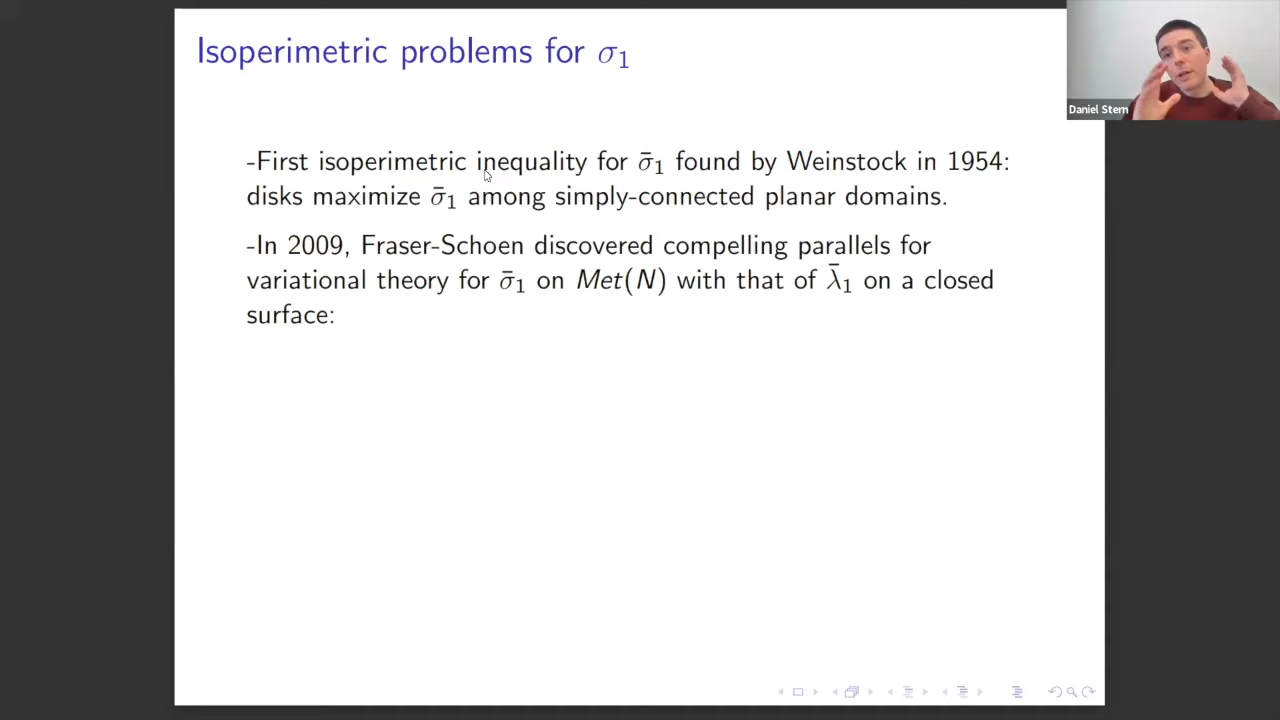 Isoperimetric problems for σ₁
Daniel Stern
-First isoperimetric inequality for σ̄₁ found by Weinstock in 1954:
disks maximize σ̄₁ among simply-connected planar domains.
-In 2009, Fraser-Schoen discovered compelling parallels for
variational theory for σ̄₁ on Met(N) with that of λ̄₁ on a closed
surface: